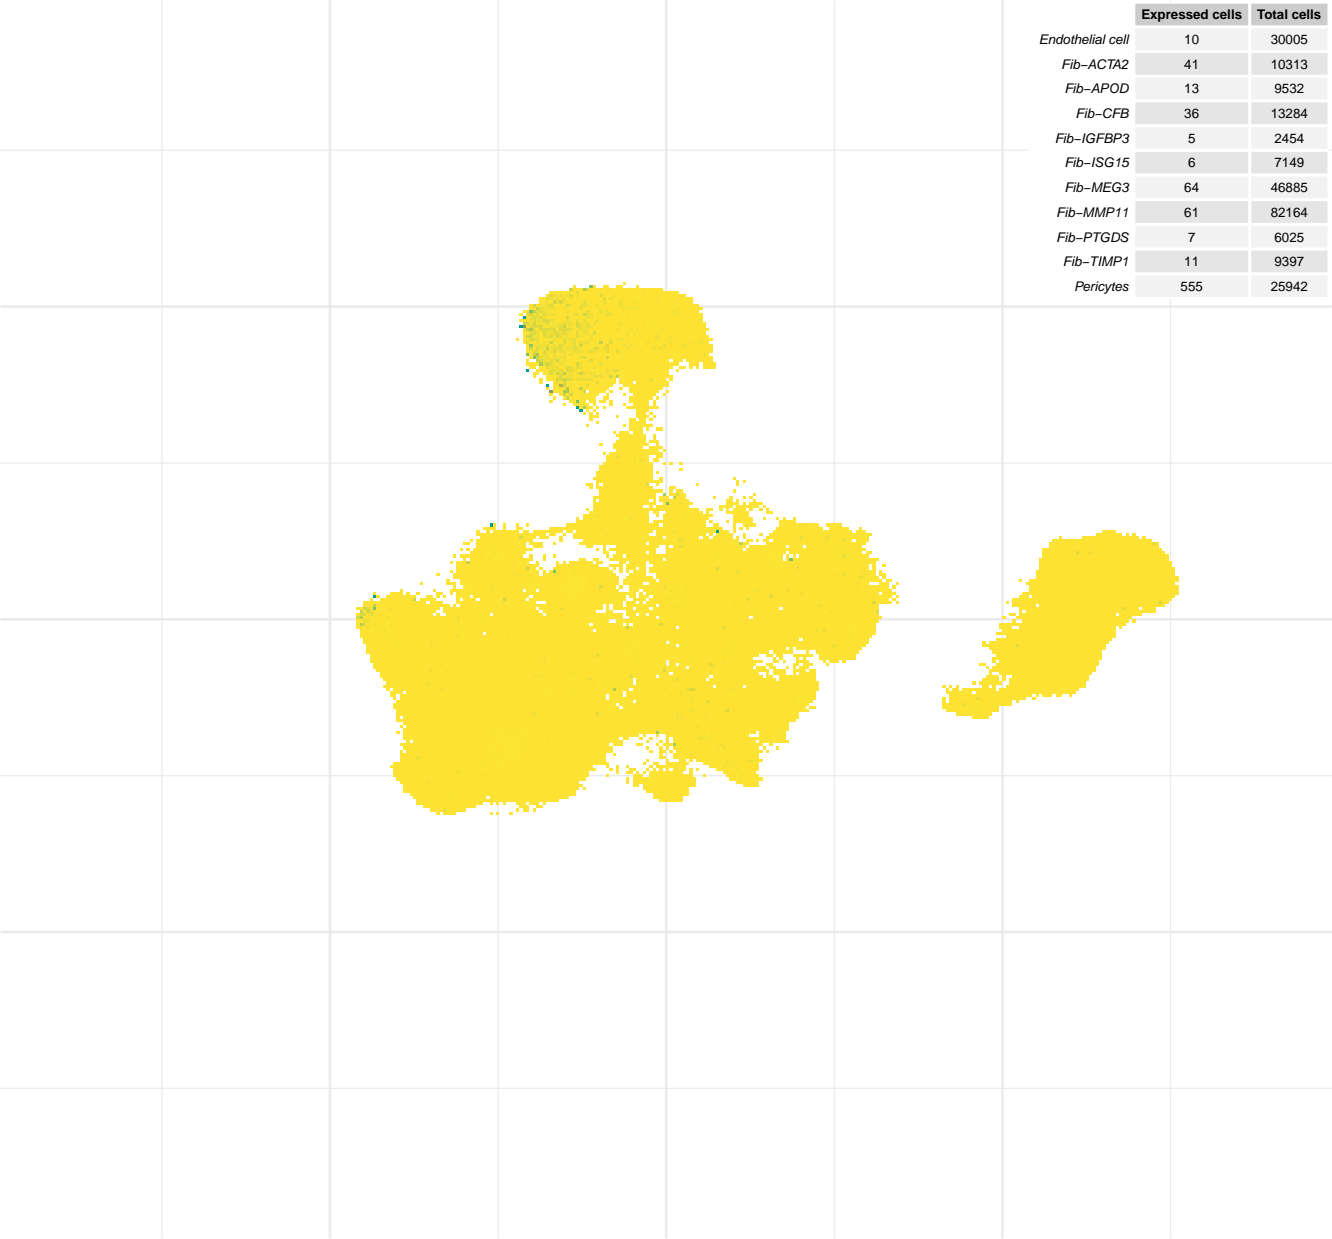 Expressed cells Total cells
Endothelial cell 10 30005
Fib−ACTA2 41 10313
Fib−APOD 13 9532
Fib−CFB 36 13284
Fib−IGFBP3 5 2454
Fib−ISG15 6 7149
Fib−MEG3 64 46885
Fib−MMP11 61 82164
Fib−PTGDS 7 6025
Fib−TIMP1 11 9397
Pericytes 555 25942